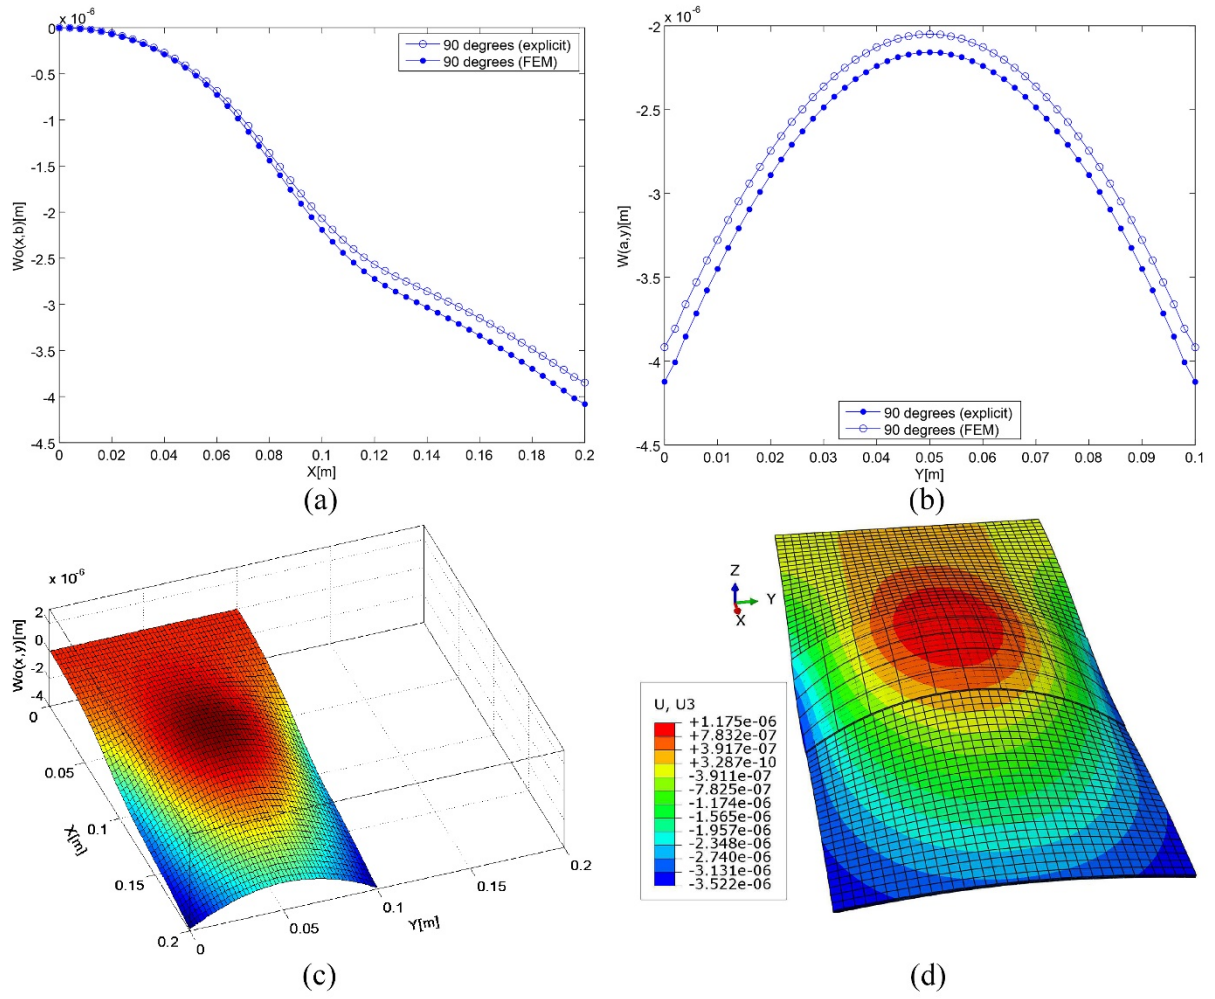 x 10⁻⁶
0
-0.5
-1
-1.5
-2
-2.5
-3
-3.5
-4
-4.5
Wo(x,b)[m]
90 degrees (explicit)
90 degrees (FEM)
0 0.02 0.04 0.06 0.08 0.1 0.12 0.14 0.16 0.18 0.2
X[m]
(a)
x 10⁻⁶
-2
-2.5
-3
-3.5
-4
-4.5
W(a,y)[m]
90 degrees (explicit)
90 degrees (FEM)
0 0.01 0.02 0.03 0.04 0.05 0.06 0.07 0.08 0.09 0.1
Y[m]
(b)
x 10⁻⁶
2
0
-2
-4
Wo(x,y)[m]
0
0.05
0.1
0.15
0.2
X[m]
0
0.05
0.1
0.15
0.2
Y[m]
(c)
Z
Y
X
U, U3
+1.175e-06
+7.832e-07
+3.917e-07
+3.287e-10
-3.911e-07
-7.825e-07
-1.174e-06
-1.565e-06
-1.957e-06
-2.348e-06
-2.740e-06
-3.131e-06
-3.522e-06
(d)